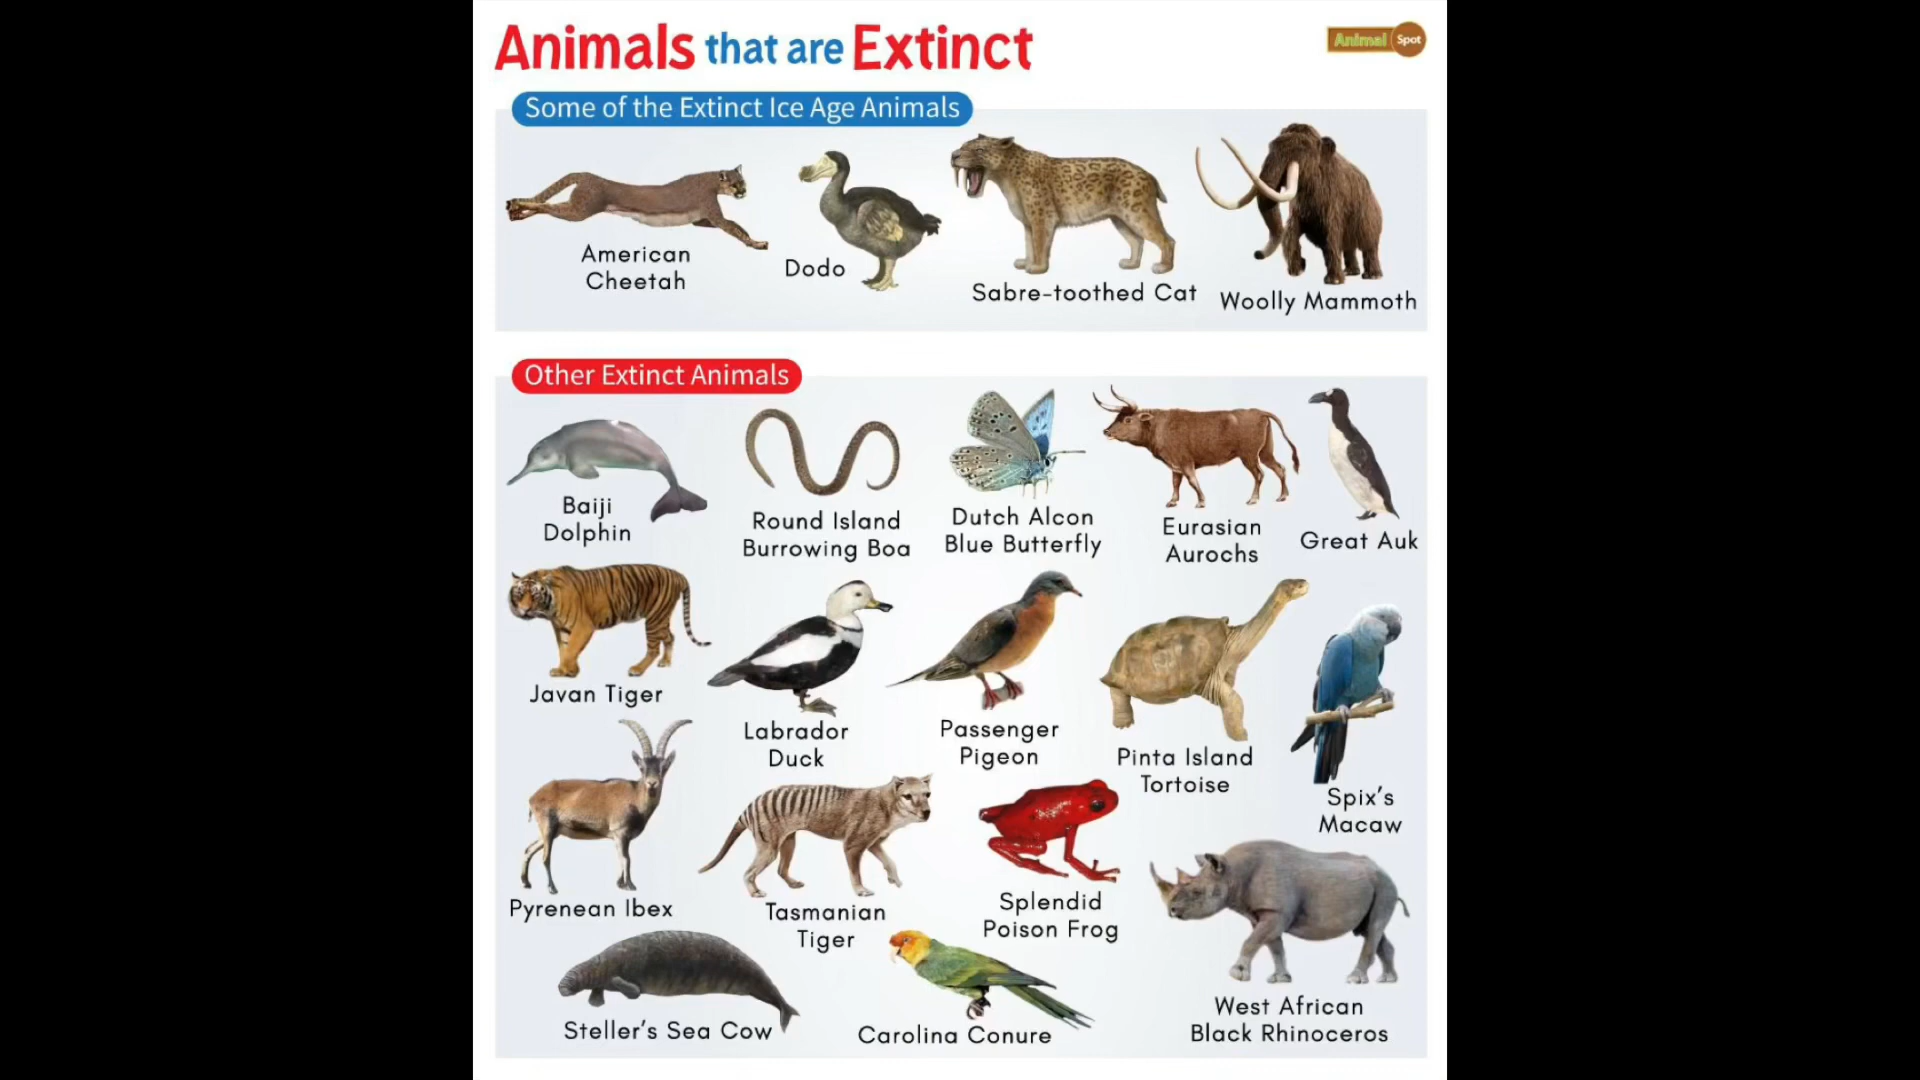 Animals that are Extinct
Animal Spot
Some of the Extinct Ice Age Animals
American
Cheetah
Dodo
Sabre-toothed Cat
Woolly Mammoth
Other Extinct Animals
Baiji
Dolphin
Round Island
Burrowing Boa
Dutch Alcon
Blue Butterfly
Eurasian
Aurochs
Great Auk
Javan Tiger
Labrador
Duck
Passenger
Pigeon
Pinta Island
Tortoise
Spix's
Macaw
Pyrenean Ibex
Tasmanian
Tiger
Splendid
Poison Frog
West African
Black Rhinoceros
Steller's Sea Cow
Carolina Conure